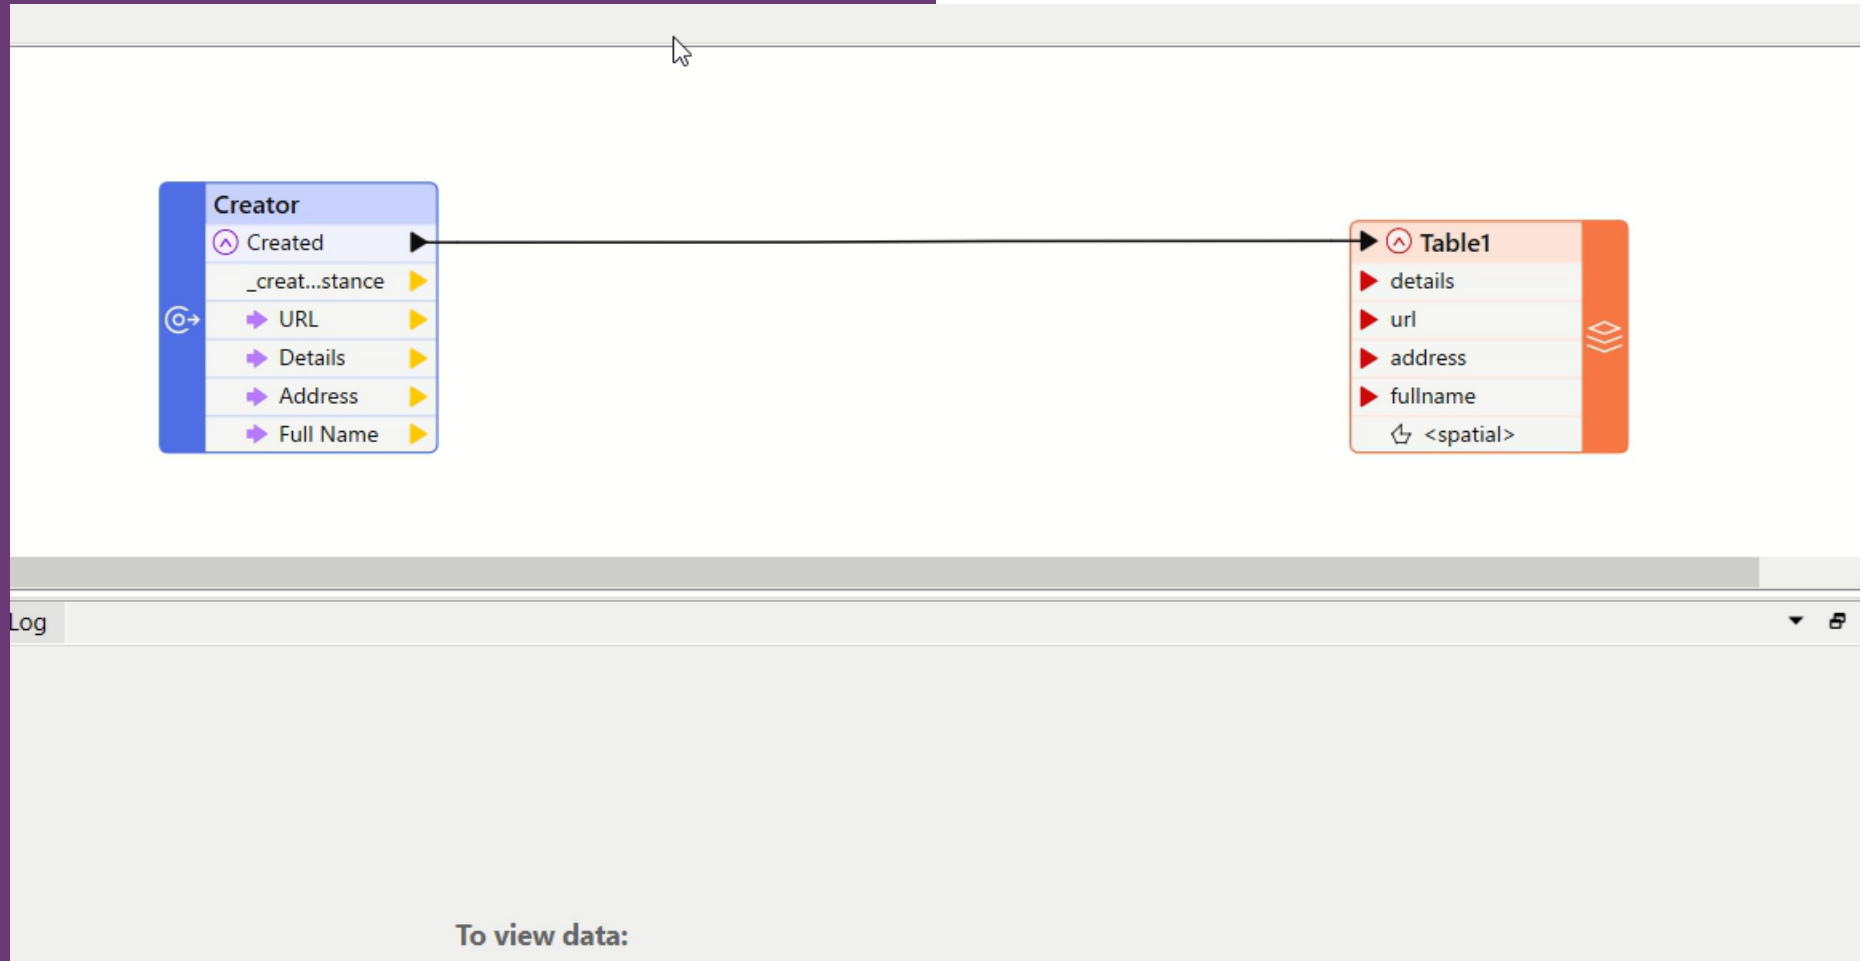 Creator
Created
_creat...stance
URL
Details
Address
Full Name
Table1
details
url
address
fullname
<spatial>
Log
To view data: